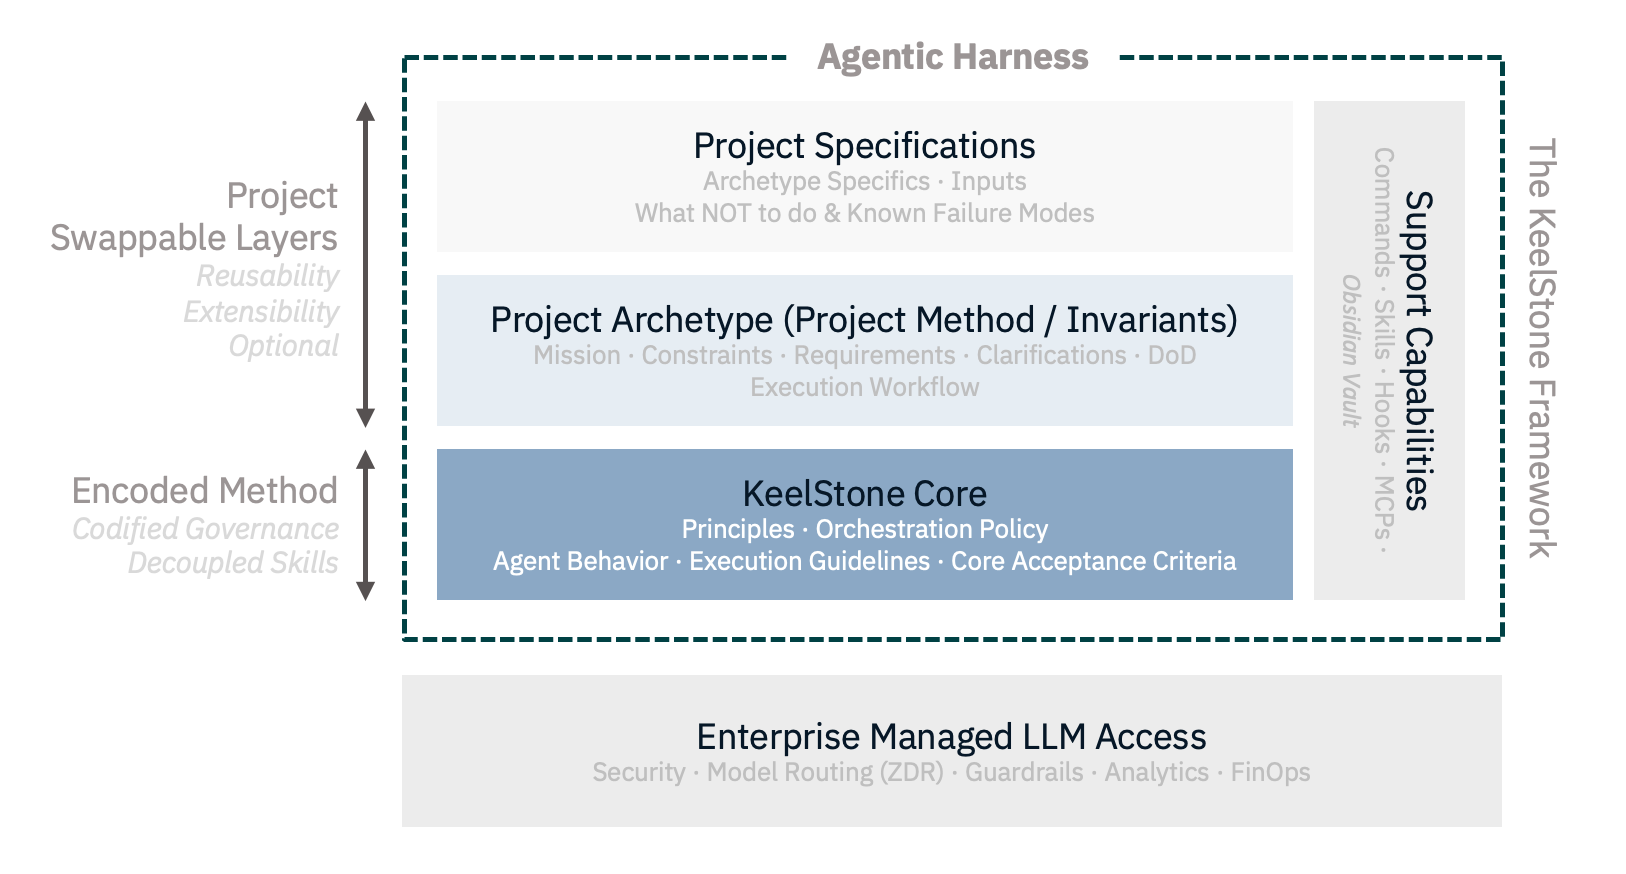 Agentic Harness
Project Specifications
Archetype Specifics · Inputs
What NOT to do & Known Failure Modes
Project Archetype (Project Method / Invariants)
Mission · Constraints · Requirements · Clarifications · DoD
Execution Workflow
KeelStone Core
Principles · Orchestration Policy
Agent Behavior · Execution Guidelines · Core Acceptance Criteria
Project
Swappable Layers
Reusability
Extensibility
Optional
Encoded Method
Codified Governance
Decoupled Skills
Support Capabilities
Commands · Skills · Hooks · MCPs ·
Obsidian Vault
The KeelStone Framework
Enterprise Managed LLM Access
Security · Model Routing (ZDR) · Guardrails · Analytics · FinOps